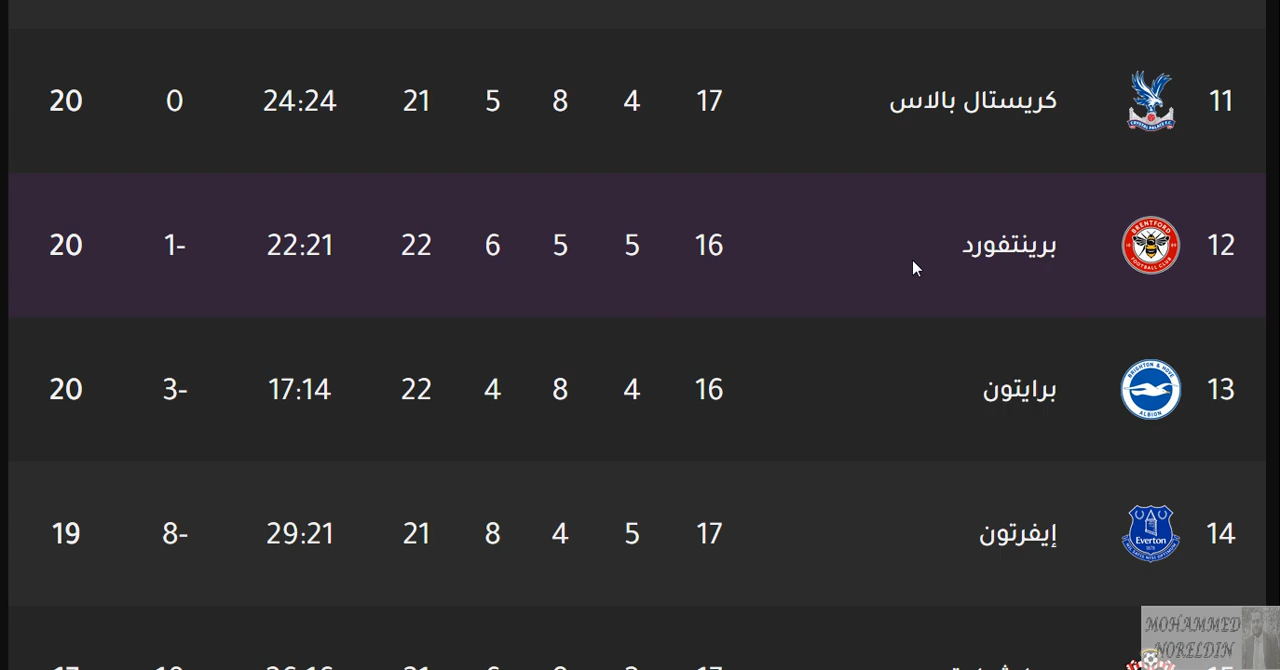 11 كريستال بالاس 17 4 8 5 21 24:24 0 20
12 برينتفورد 16 5 5 6 22 22:21 1- 20
13 برايتون 16 4 8 4 22 17:14 3- 20
14 إيفرتون 17 5 4 8 21 29:21 8- 19
MOHAMMED
NORELDIN